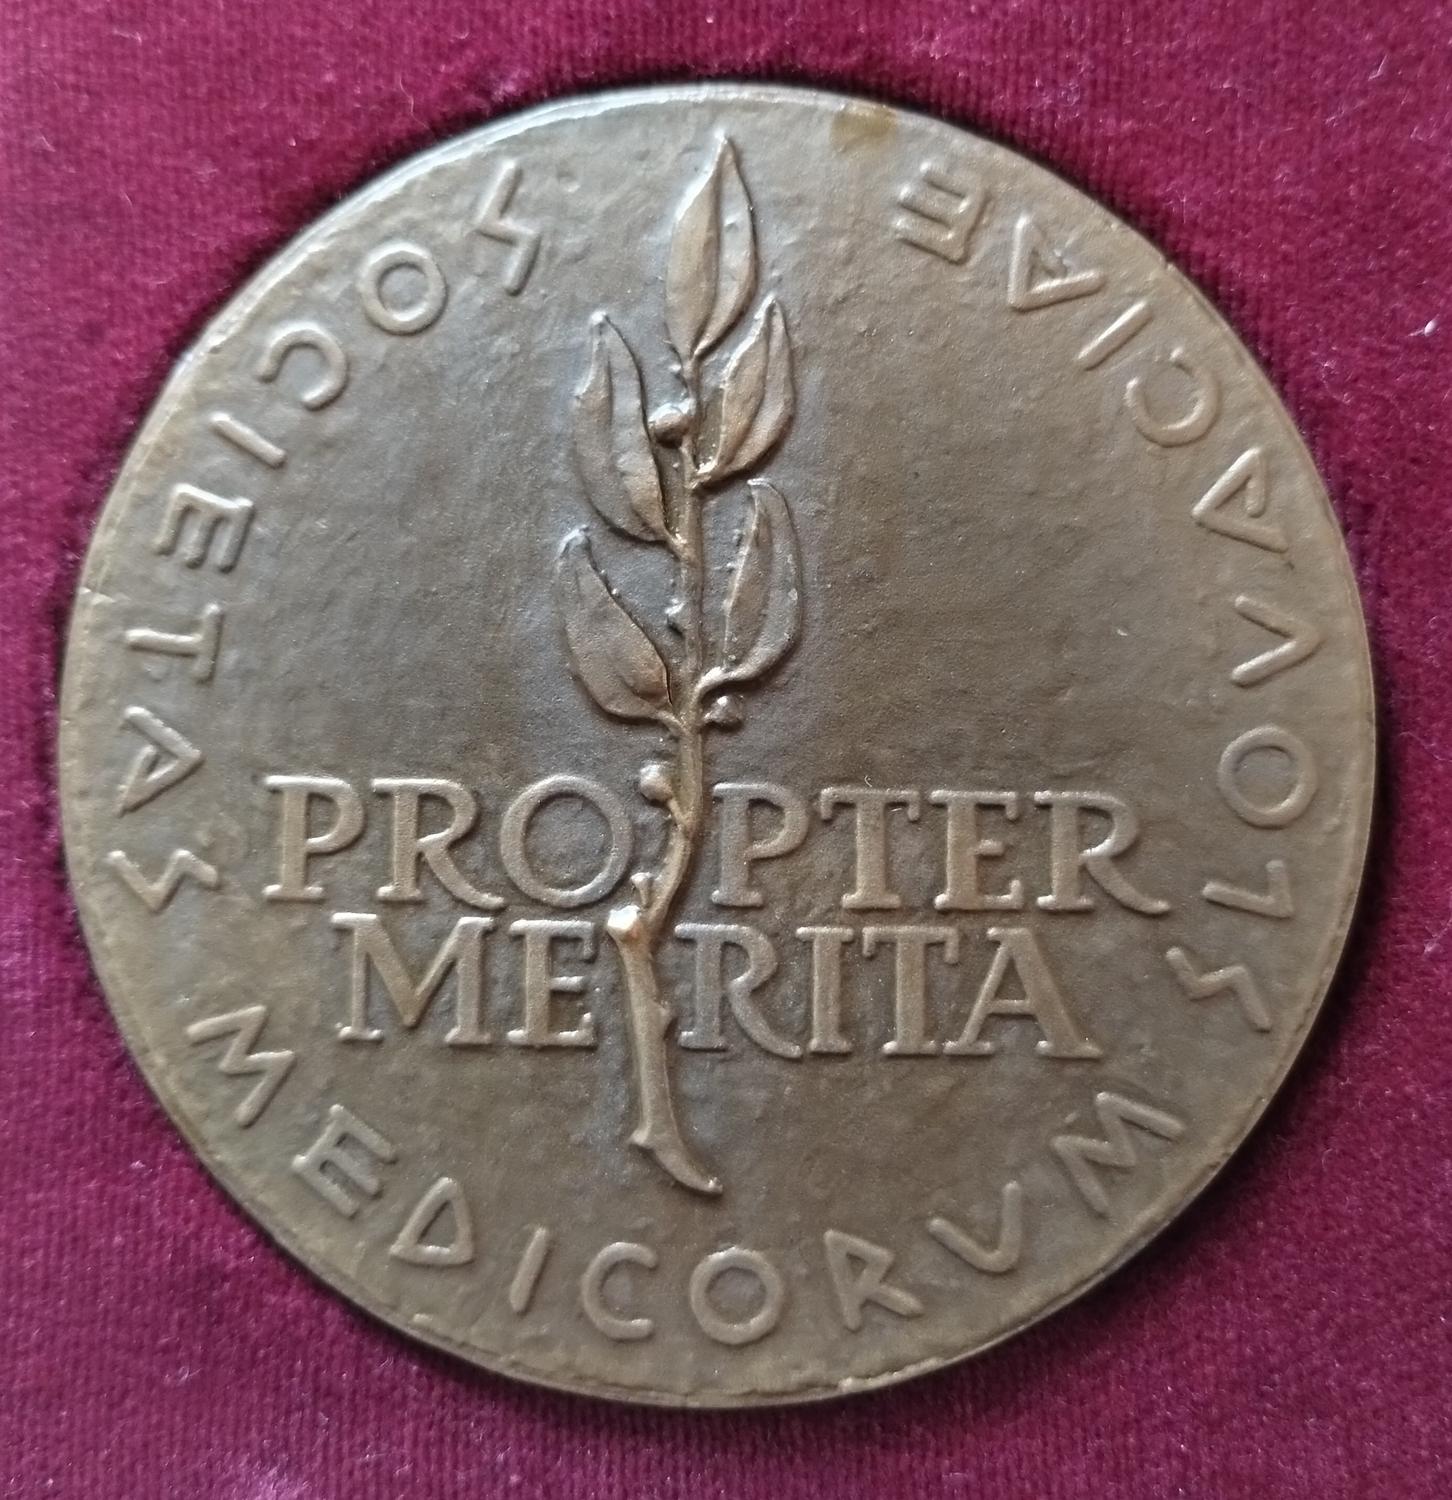 SOCIETAS MEDICORUM SLOVACIAE
PROPTER
MERITA